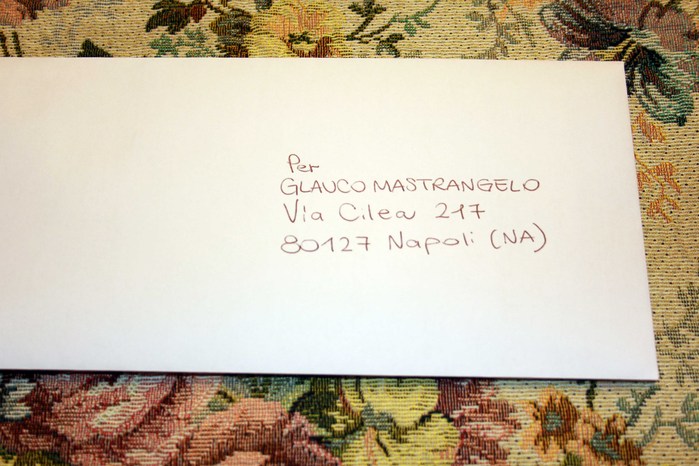 Per
GLAUCO MASTRANGELO
Via Cilea 217
80127 Napoli (NA)